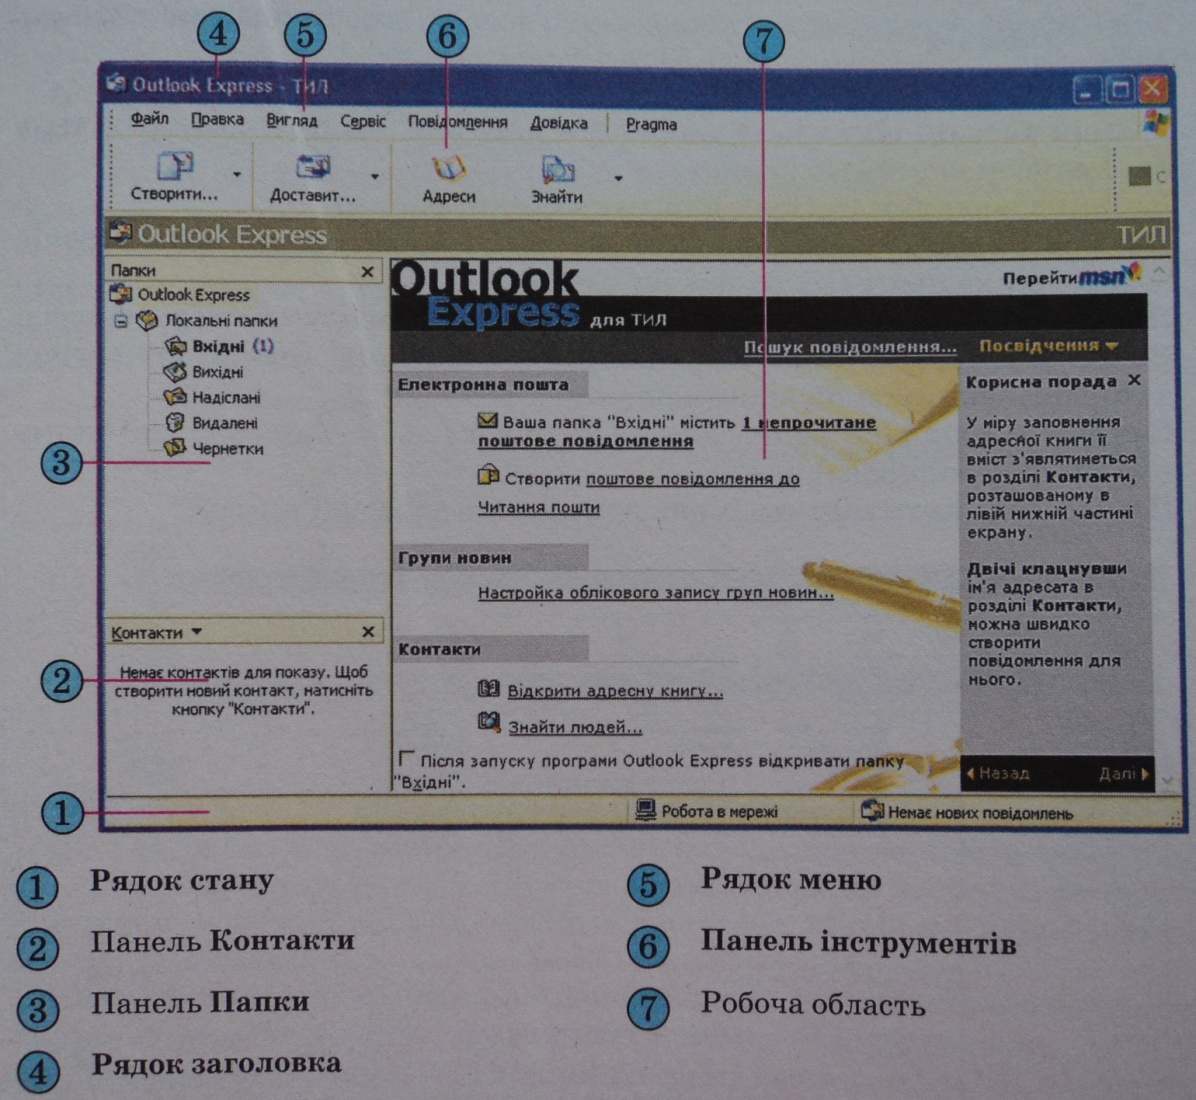 4 5 6 7
Outlook Express - ТИЛ
Файл Правка Вигляд Сервіс Повідомлення Довідка Pragma
Створити... Доставит... Адреси Знайти
Outlook Express ТИЛ
Папки
Outlook Express
Локальні папки
Вхідні (1)
Вихідні
Надіслані
Видалені
Чернетки
3
Контакти
Немає контактів для показу. Щоб
створити новий контакт, натисніть
кнопку "Контакти".
2
Outlook
Express для ТИЛ
Перейти msn
Пошук повідомлення... Посвідчення
Електронна пошта
Ваша папка "Вхідні" містить 1 непрочитане
поштове повідомлення
Створити поштове повідомлення до
Читання пошти
Групи новин
Настройка облікового запису груп новин...
Контакти
Відкрити адресну книгу...
Знайти людей...
Після запуску програми Outlook Express відкривати папку
"Вхідні".
Корисна порада
У міру заповнення
адресної книги її
вміст з'являтиметься
в розділі Контакти,
розташованому в
лівій нижній частині
екрану.
Двічі клацнувши
ім'я адресата в
розділі Контакти,
можна швидко
створити
повідомлення для
нього.
Назад Далі
1
Робота в мережі Немає нових повідомлень
1 Рядок стану
2 Панель Контакти
3 Панель Папки
4 Рядок заголовка
5 Рядок меню
6 Панель інструментів
7 Робоча область